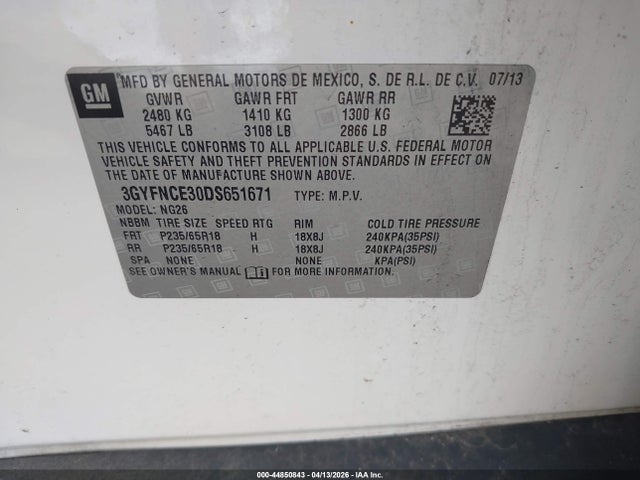 GM
MFD BY GENERAL MOTORS DE MEXICO, S. DE R.L. DE C.V. 07/13
GVWR GAWR FRT GAWR RR
2480 KG 1410 KG 1300 KG
5467 LB 3108 LB 2866 LB
THIS VEHICLE CONFORMS TO ALL APPLICABLE U.S. FEDERAL MOTOR
VEHICLE SAFETY AND THEFT PREVENTION STANDARDS IN EFFECT ON
THE DATE OF MANUFACTURE SHOWN ABOVE.
3GYFNCE30DS651671 TYPE: M.P.V.
MODEL: NG26
NBBM TIRE SIZE SPEED RTG RIM COLD TIRE PRESSURE
FRT P235/65R18 H 18X8J 240KPA(35PSI)
RR P235/65R18 H 18X8J 240KPA(35PSI)
SPA NONE NONE KPA(PSI)
SEE OWNER'S MANUAL FOR MORE INFORMATION.
000-44850843 - 04/13/2026 - IAA Inc.